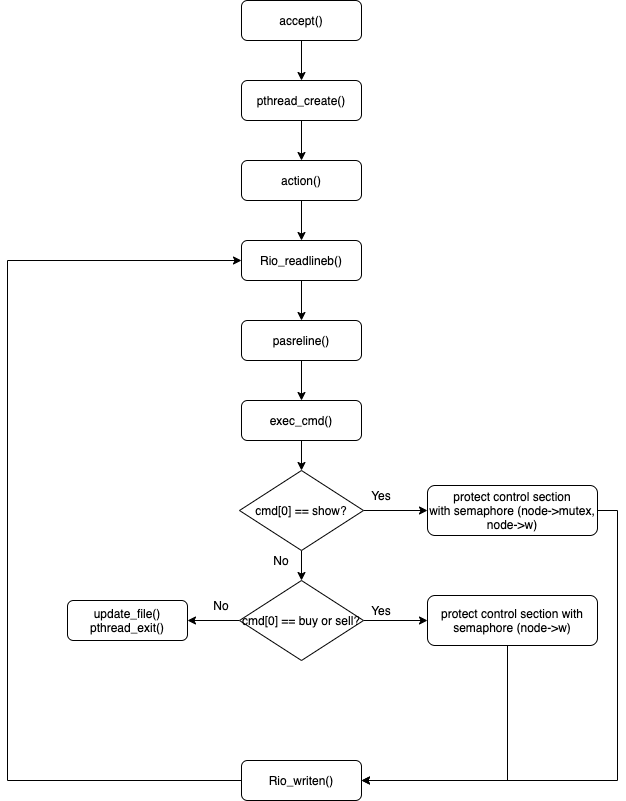 accept()
pthread_create()
action()
Rio_readlineb()
pasreline()
exec_cmd()
cmd[0] == show?
Yes
protect control section
with semaphore (node->mutex,
node->w)
No
cmd[0] == buy or sell?
Yes
protect control section with
semaphore (node->w)
No
update_file()
pthread_exit()
Rio_writen()